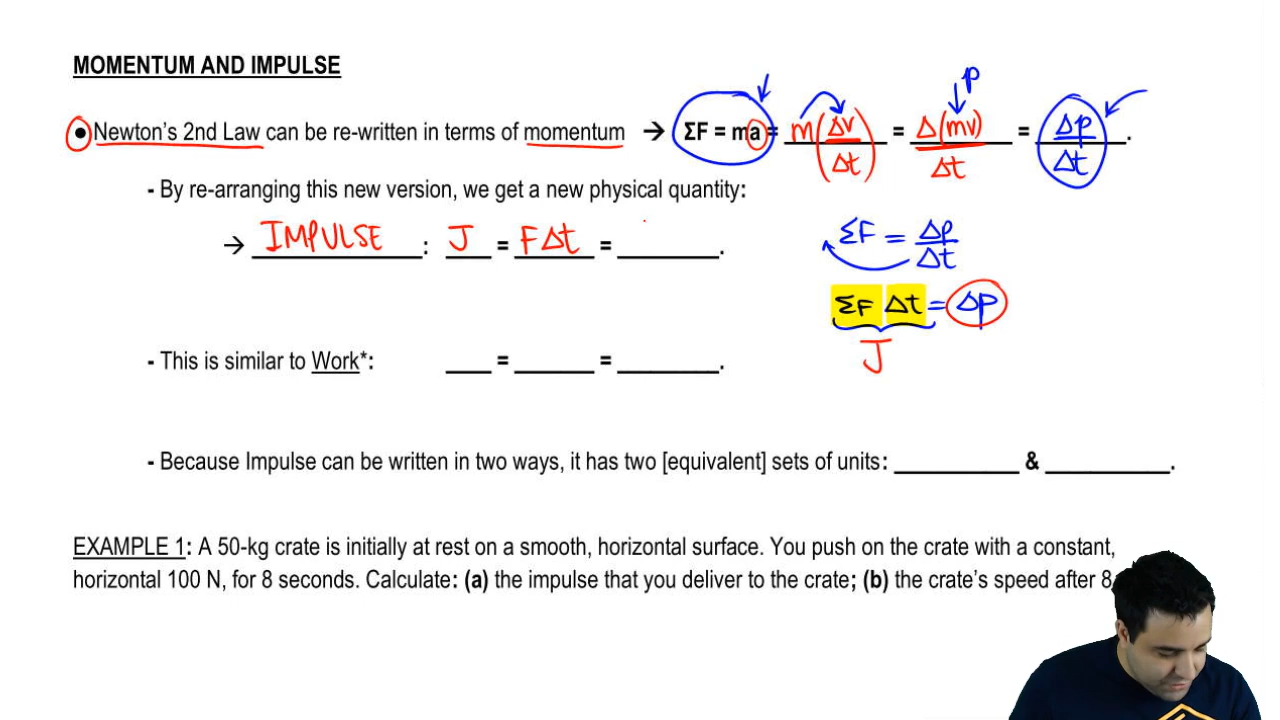 MOMENTUM AND IMPULSE
p
● Newton's 2nd Law can be re-written in terms of momentum → ΣF = ma = m(Δv/Δt) = Δ(mv)/Δt = Δp/Δt.
- By re-arranging this new version, we get a new physical quantity:
→ IMPULSE: J = FΔt = ______.
ΣF = Δp/Δt
ΣF Δt = Δp
J
- This is similar to Work*: ____ = ______ = ________.
- Because Impulse can be written in two ways, it has two [equivalent] sets of units: __________ & __________.
EXAMPLE 1: A 50-kg crate is initially at rest on a smooth, horizontal surface. You push on the crate with a constant,
horizontal 100 N, for 8 seconds. Calculate: (a) the impulse that you deliver to the crate; (b) the crate's speed after 8